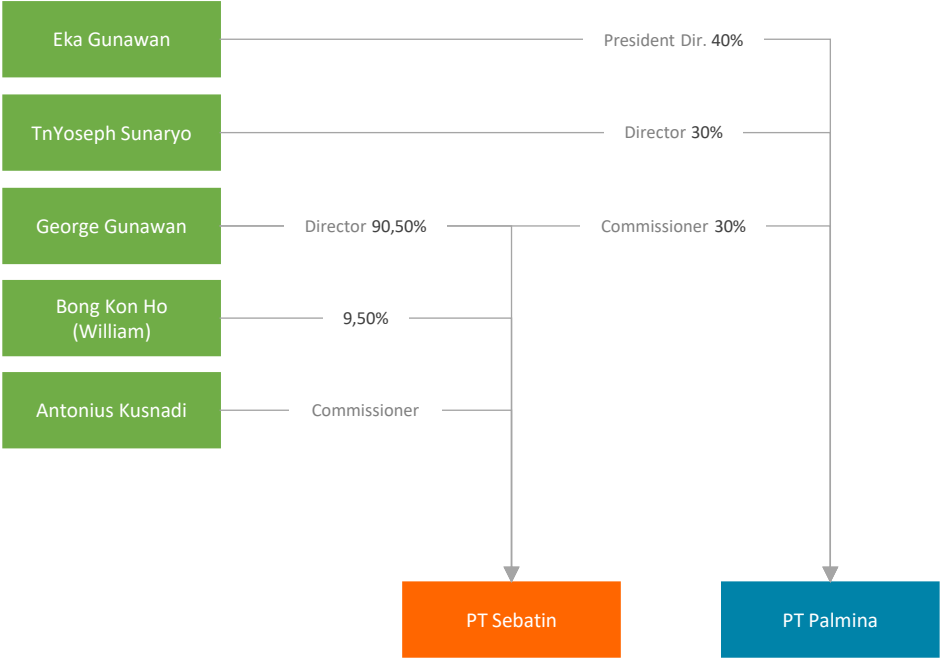 Eka Gunawan
President Dir. 40%
TnYoseph Sunaryo
Director 30%
George Gunawan
Director 90,50%
Commissioner 30%
Bong Kon Ho
(William)
9,50%
Antonius Kusnadi
Commissioner
PT Sebatin
PT Palmina